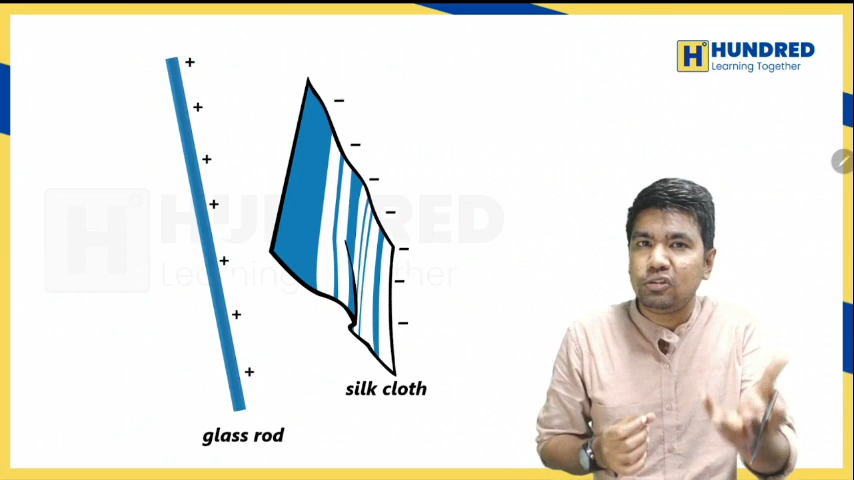 H° HUNDRED
Learning Together
H° HUNDRED
Learning Together
+
+
+
+
+
+
+
−
−
−
−
−
−
−
silk cloth
glass rod